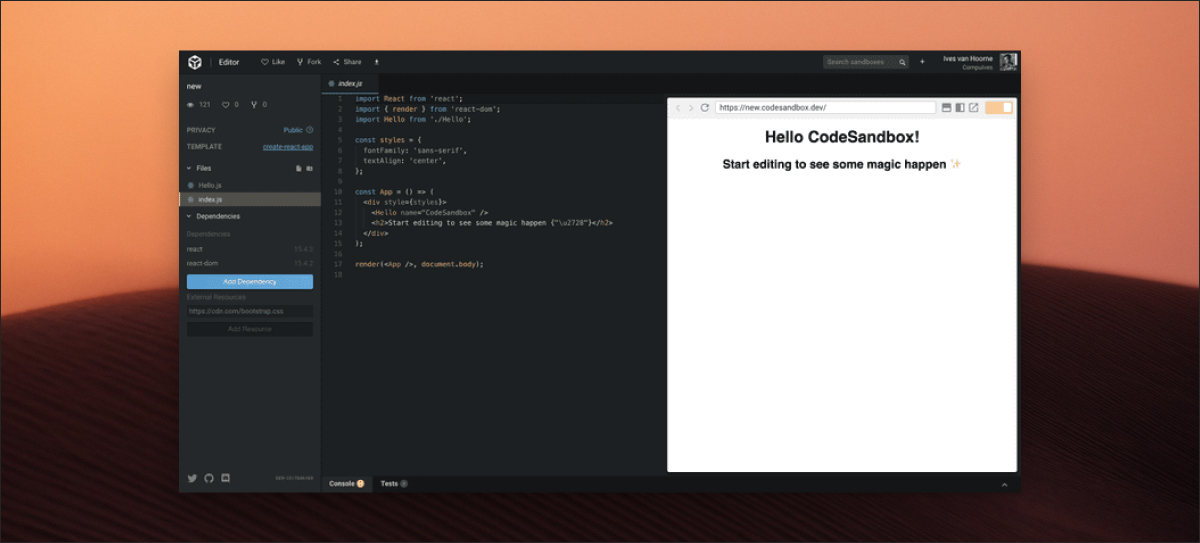 Editor
Like
Fork
Share
Search sandboxes
+
Ives van Hoorne
CompuIves
new
121
0
0
PRIVACY
Public
TEMPLATE
create-react-app
Files
Hello.js
index.js
Dependencies
Dependencies
react 15.4.2
react-dom 15.4.2
Add Dependency
External Resources
https://cdn.com/bootstrap.css
Add Resource
index.js
1 import React from 'react';
2 import { render } from 'react-dom';
3 import Hello from './Hello';
4
5 const styles = {
6 fontFamily: 'sans-serif',
7 textAlign: 'center',
8 };
9
10 const App = () => (
11 <div style={styles}>
12 <Hello name="CodeSandbox" />
13 <h2>Start editing to see some magic happen {"\u2728"}</h2>
14 </div>
15 );
16
17 render(<App />, document.body);
18
https://new.codesandbox.dev/
Hello CodeSandbox!
Start editing to see some magic happen ✨
Console
Tests